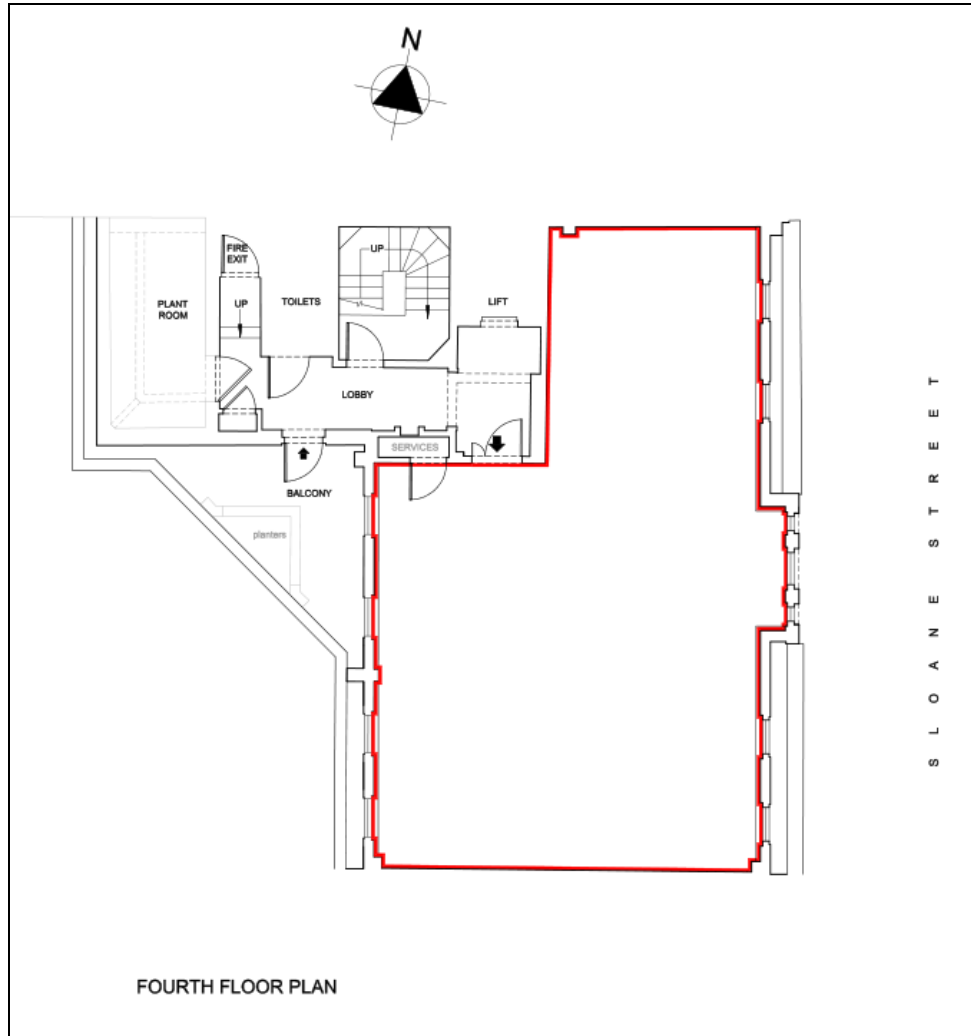 N
FIRE
EXIT
UP
PLANT
ROOM
UP
TOILETS
LIFT
LOBBY
SERVICES
BALCONY
planters
SLOANE STREET
FOURTH FLOOR PLAN